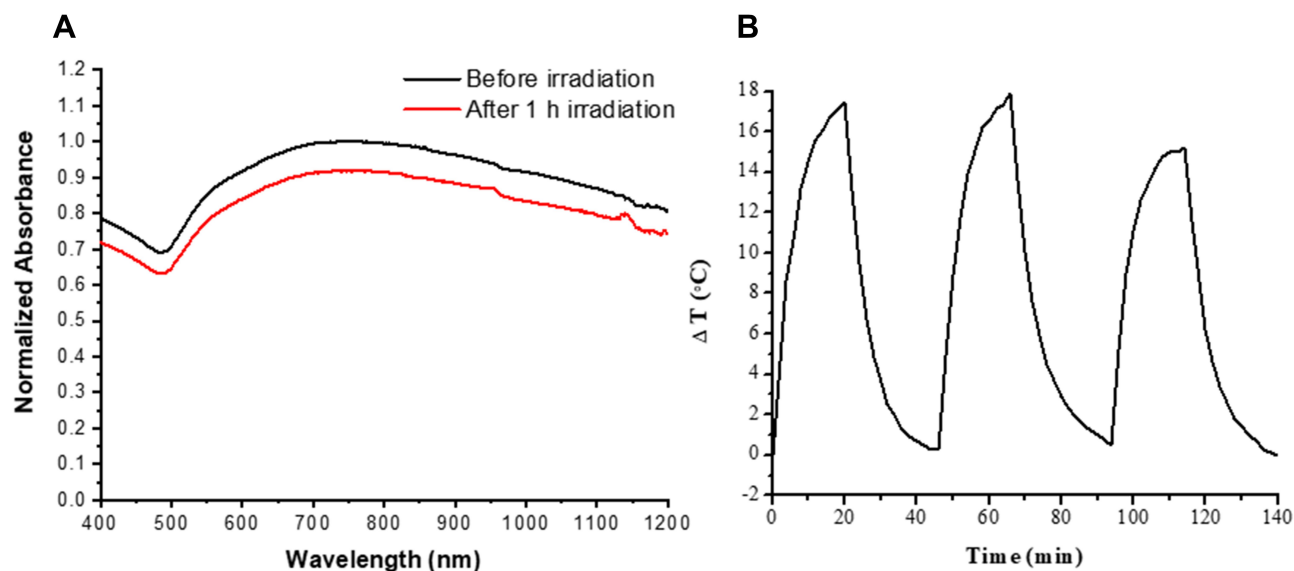 A
B
1.2
1.1
1.0
0.9
0.8
0.7
0.6
0.5
0.4
0.3
0.2
0.1
0.0
Normalized Absorbance
Before irradiation
After 1 h irradiation
400 500 600 700 800 900 1000 1100 1200
Wavelength (nm)
18
16
14
12
10
8
6
4
2
0
-2
Δ T (°C)
0 20 40 60 80 100 120 140
Time (min)